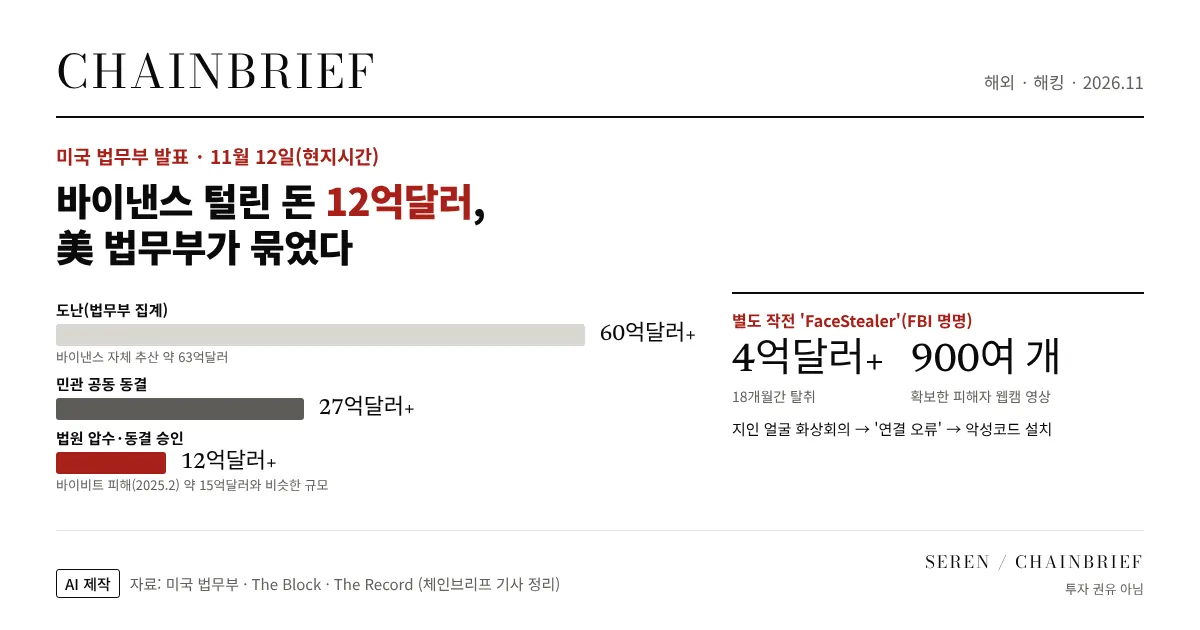 CHAINBRIEF
해외 · 해킹 · 2026.11
미국 법무부 발표 · 11월 12일(현지시간)
바이낸스 털린 돈 12억달러,
美 법무부가 묶었다
도난(법무부 집계)
60억달러+
바이낸스 자체 추산 약 63억달러
민관 공동 동결
27억달러+
법원 압수·동결 승인
12억달러+
바이비트 피해(2025.2) 약 15억달러와 비슷한 규모
별도 작전 'FaceStealer'(FBI 명명)
4억달러+ 900여 개
18개월간 탈취 확보한 피해자 웹캠 영상
지인 얼굴 화상회의 → '연결 오류' → 악성코드 설치
AI 제작 자료: 미국 법무부 · The Block · The Record (체인브리프 기사 정리)
SEREN / CHAINBRIEF
투자 권유 아님